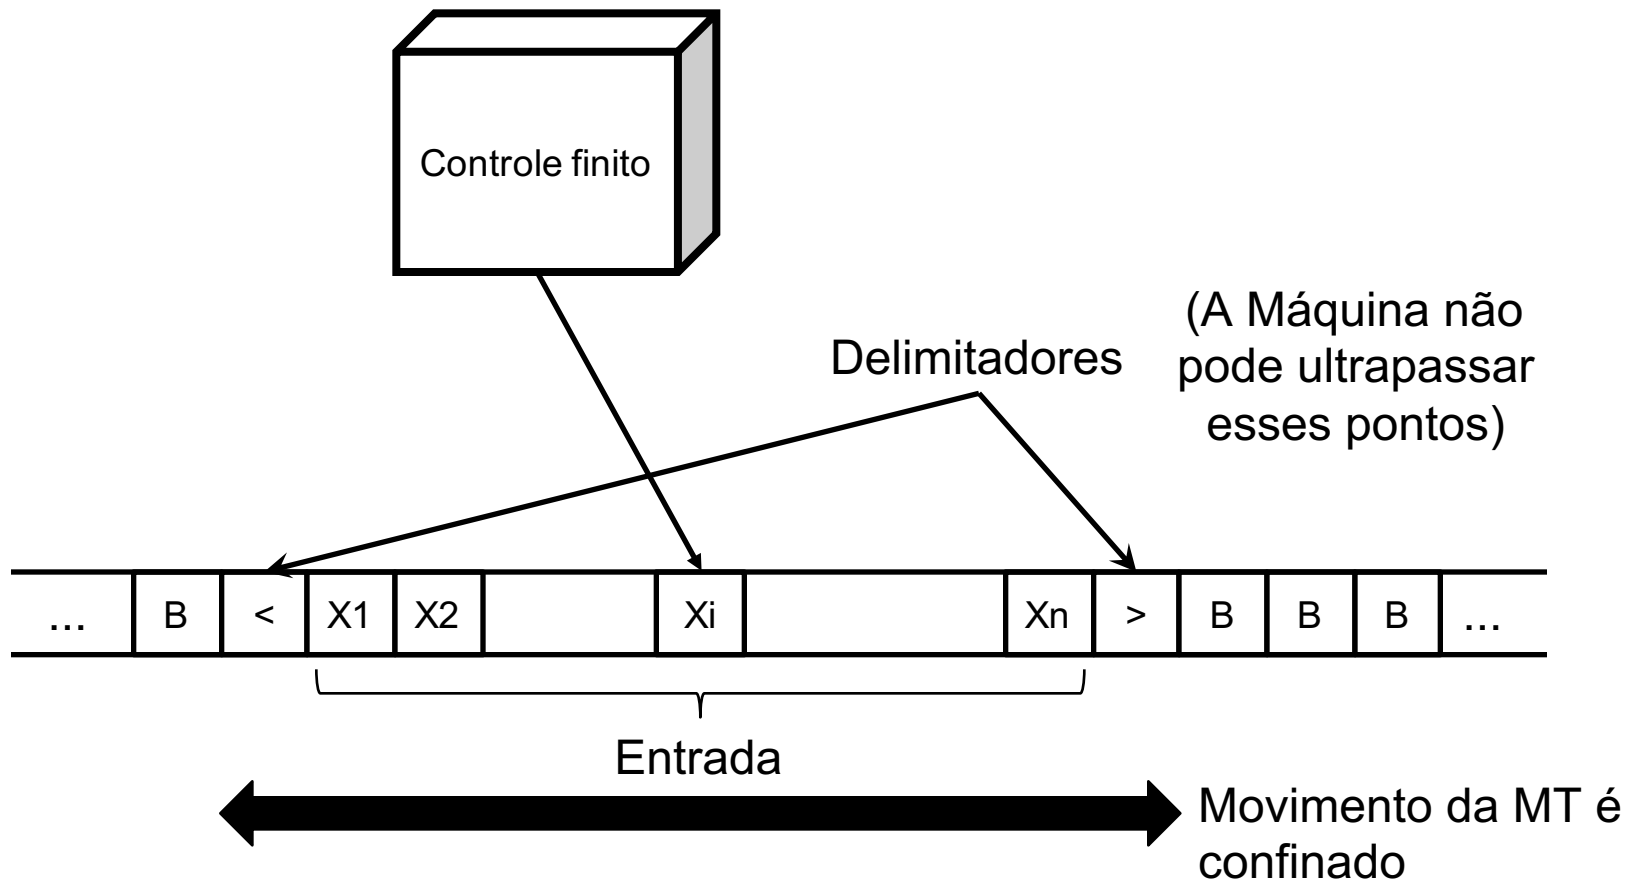 Controle finito
(A Máquina não
pode ultrapassar
esses pontos)
Delimitadores
... B < X1 X2 Xi Xn > B B B ...
Entrada
Movimento da MT é
confinado